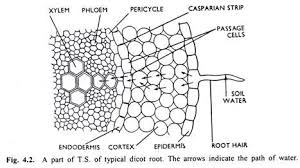 XYLEM PHLOEM PERICYCLE CASPARIAN STRIP
PASSAGE
CELLS
SOIL
WATER
ENDODERMIS CORTEX EPIDERMIS ROOT HAIR
Fig. 4.2. A part of T.S. of typical dicot root. The arrows indicate the path of water.